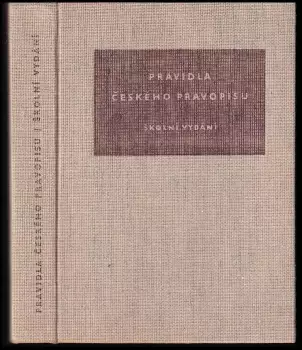 PRAVIDLA
ČESKÉHO PRAVOPISU
ŠKOLNÍ VYDÁNÍ
PRAVIDLA ČESKÉHO PRAVOPISU / ŠKOLNÍ VYDÁNÍ